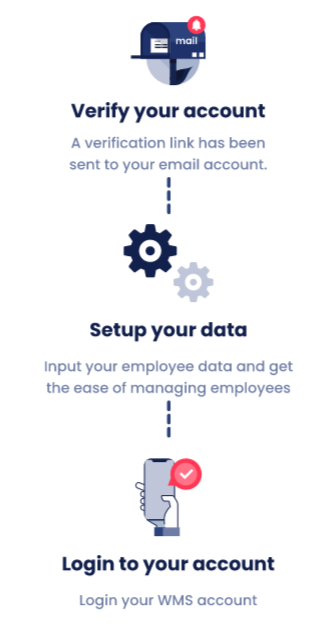 mail
Verify your account
A verification link has been
sent to your email account.
Setup your data
Input your employee data and get
the ease of managing employees
Login to your account
Login your WMS account